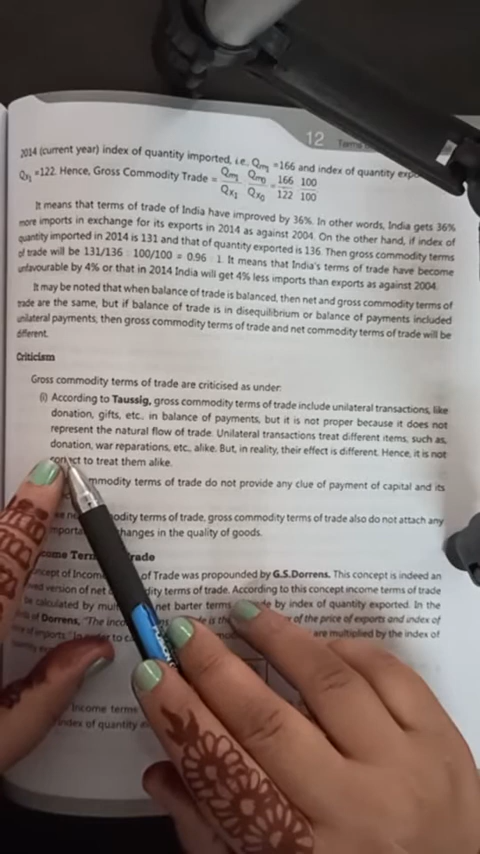 12 Terms
2014 (current year) index of quantity imported, i.e., Qm₁ =166 and index of quantity
Qx₁ =122. Hence, Gross Commodity Trade = Qm₁/Qx₁ Qm₀/Qx₀ = 166/122 100/100
It means that terms of trade of India have improved by 36%. In other words, India gets 36%
more imports in exchange for its exports in 2014 as against 2004. On the other hand, if index of
quantity imported in 2014 is 131 and that of quantity exported is 136. Then gross commodity terms
of trade will be 131/136 : 100/100 = 0.96 : 1. It means that India's terms of trade have become
unfavourable by 4% or that in 2014 India will get 4% less imports than exports as against 2004.
It may be noted that when balance of trade is balanced, then net and gross commodity terms of
trade are the same, but if balance of trade is in disequilibrium or balance of payments included
unilateral payments, then gross commodity terms of trade and net commodity terms of trade will be
different.
Criticism
Gross commodity terms of trade are criticised as under:
(i) According to Taussig, gross commodity terms of trade include unilateral transactions, like
donation, gifts, etc., in balance of payments, but it is not proper because it does not
represent the natural flow of trade. Unilateral transactions treat different items, such as,
donation, war reparations, etc., alike. But, in reality, their effect is different. Hence, it is not
correct to treat them alike.
commodity terms of trade do not provide any clue of payment of capital and its
commodity terms of trade, gross commodity terms of trade also do not attach any
changes in the quality of goods.
Income Terms Trade
concept of Income of Trade was propounded by G.S.Dorrens. This concept is indeed an
version of net terms of trade. According to this concept income terms of trade
be calculated by net barter terms by index of quantity exported. In the
of Dorrens, "The of the price of exports and index of
are multiplied by the index of
Income terms
index of quantity